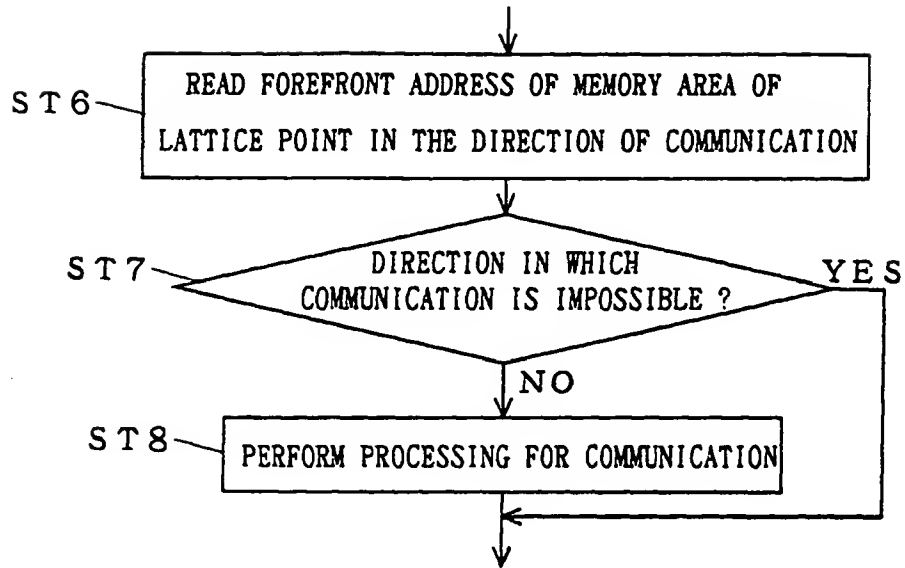 READ FOREFRONT ADDRESS OF MEMORY AREA OF
ST6
LATTICE POINT IN THE DIRECTION OF COMMUNICATION
ST7
DIRECTION IN WHICH
YES
COMMUNICATION IS IMPOSSIBLE ?
NO
ST8
PERFORM PROCESSING FOR COMMUNICATION